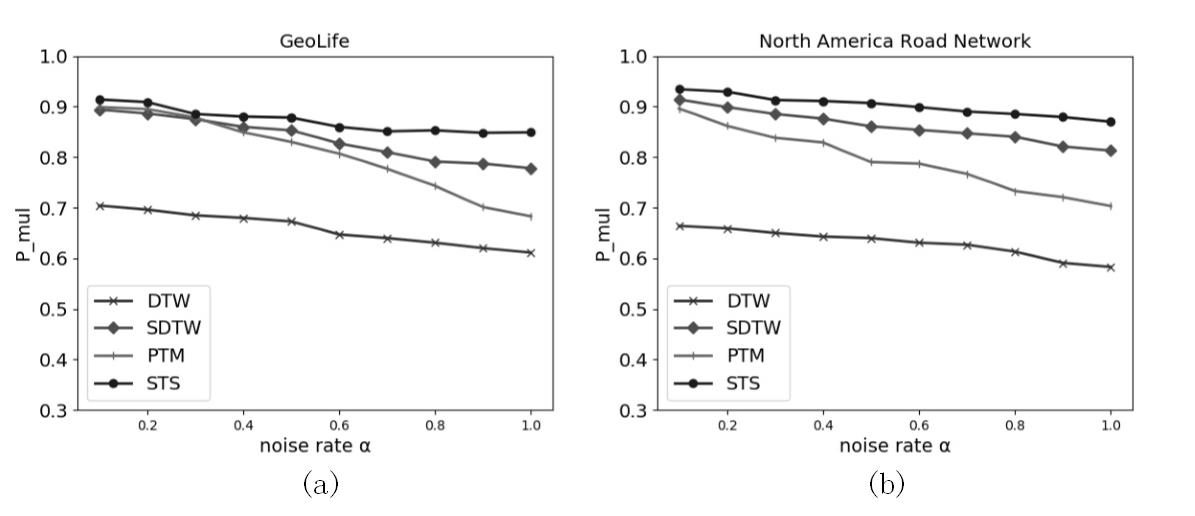 GeoLife
1.0
0.9
0.8
0.7
0.6
0.5
0.4
0.3
P_mul
DTW
SDTW
PTM
STS
0.2 0.4 0.6 0.8 1.0
noise rate α
(a)
North America Road Network
1.0
0.9
0.8
0.7
0.6
0.5
0.4
0.3
P_mul
DTW
SDTW
PTM
STS
0.2 0.4 0.6 0.8 1.0
noise rate α
(b)